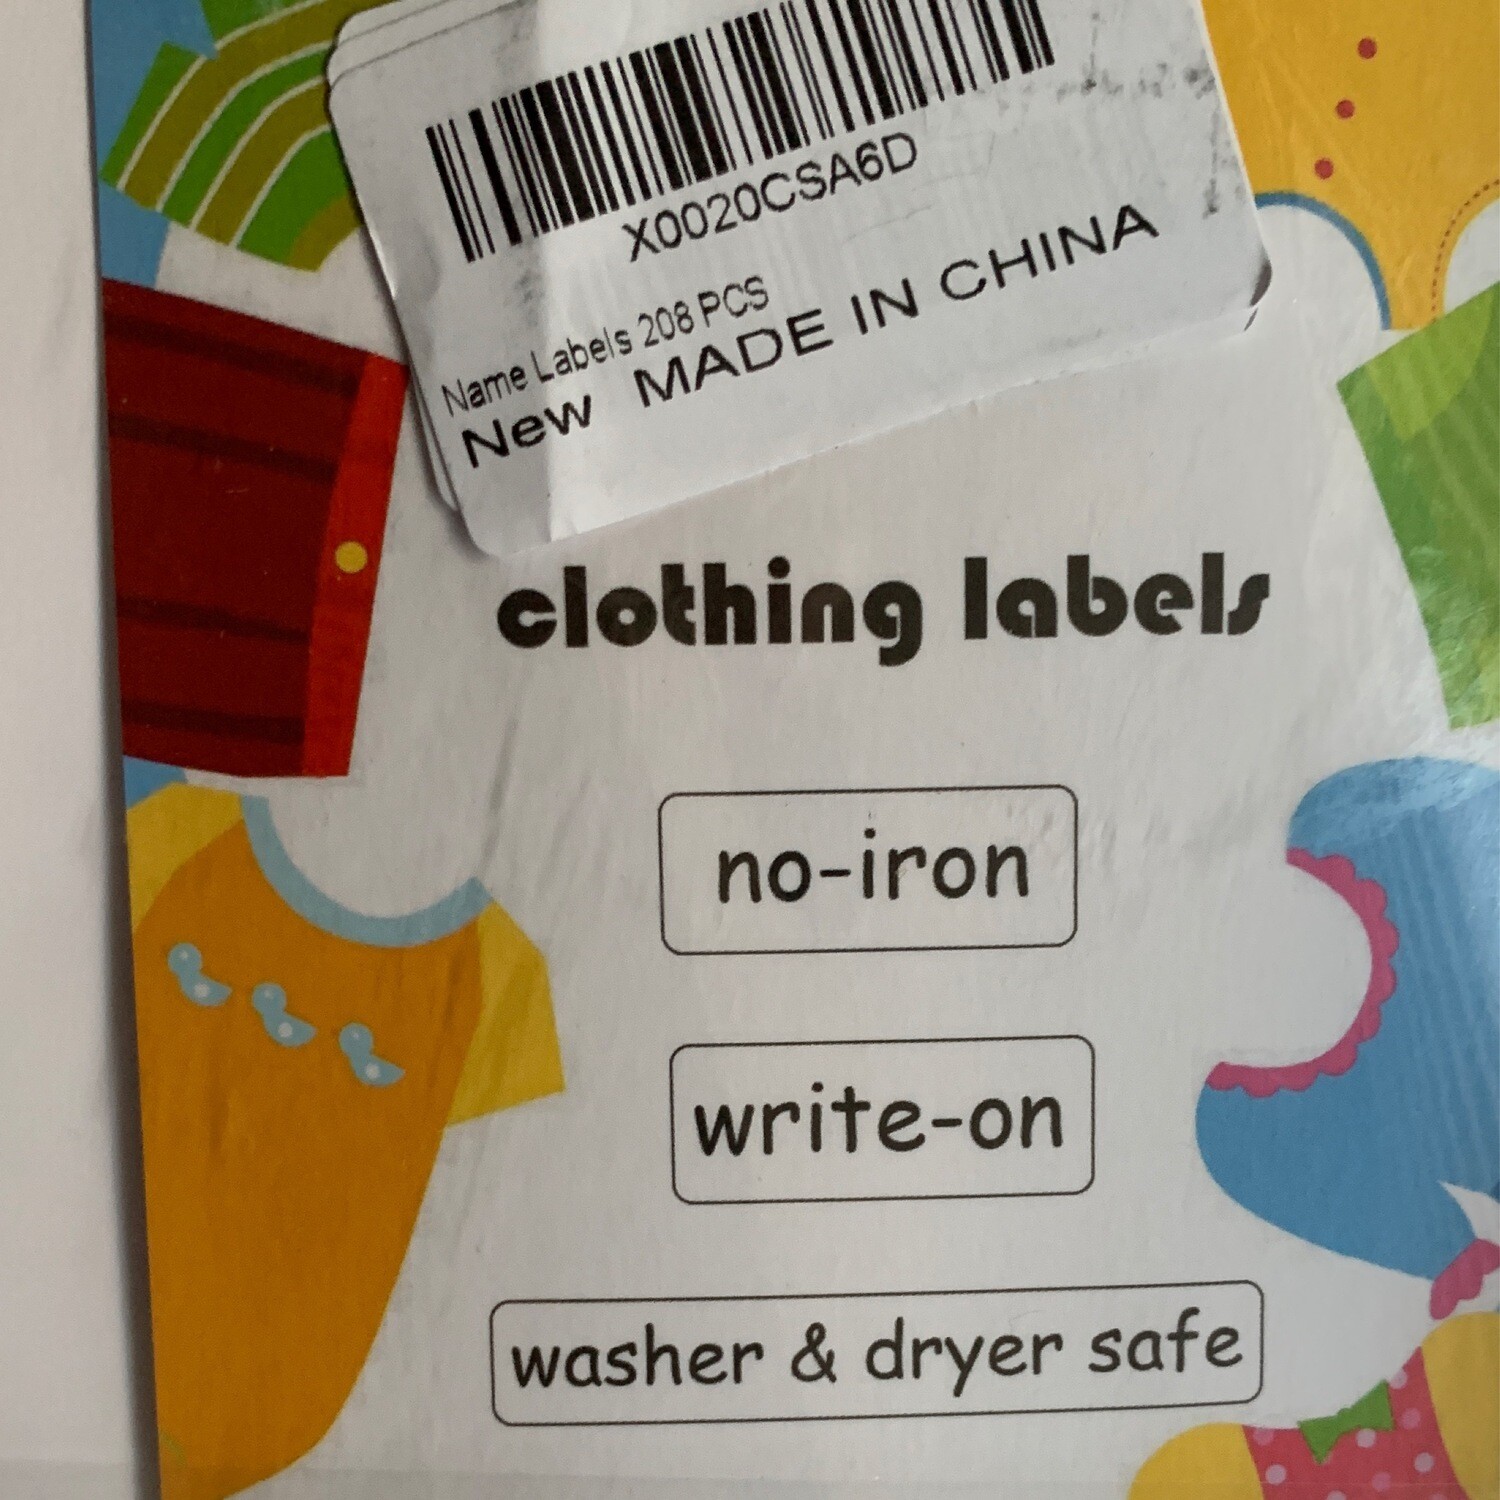 X0020CSA6D
Name Labels 208 PCS
New MADE IN CHINA
clothing labels
no-iron
write-on
washer & dryer safe